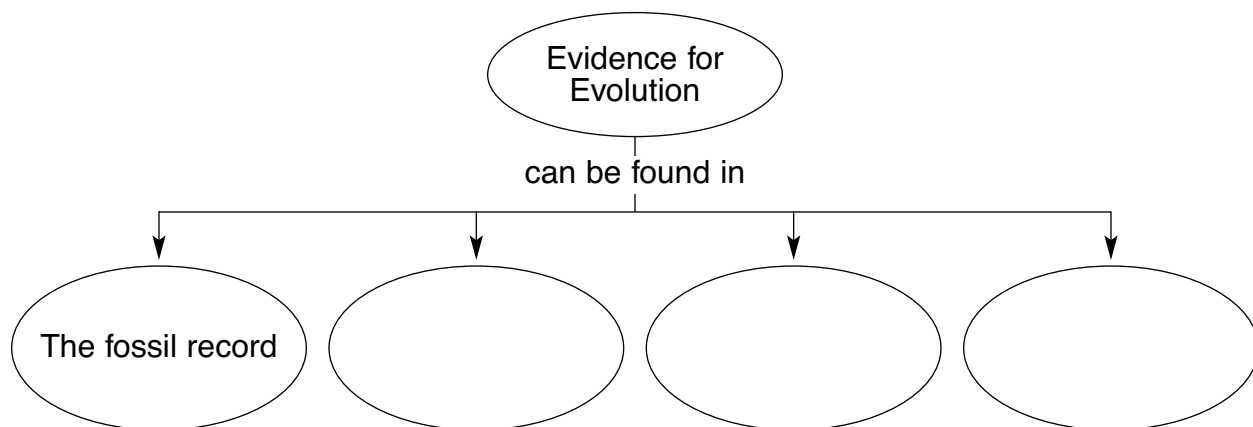 Evidence for
Evolution
can be found in
The fossil record